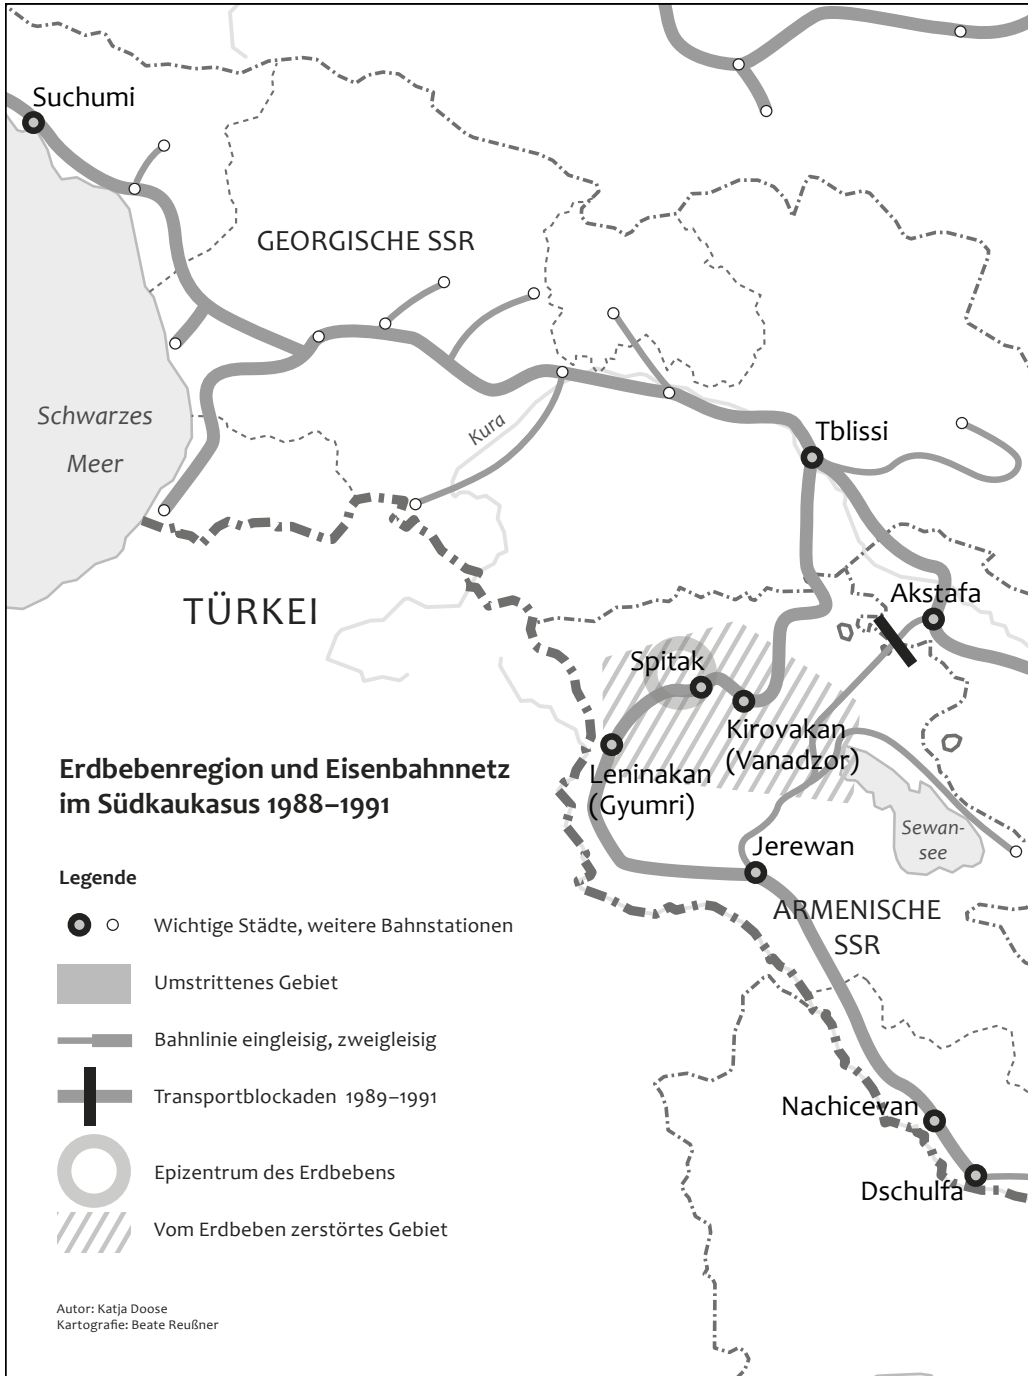 Suchumi
GEORGISCHE SSR
Schwarzes
Meer
Kura
Tblissi
TÜRKEI
Akstafa
Spitak
Kirovakan
(Vanadzor)
Leninakan
(Gyumri)
Sewan-
see
Jerewan
ARMENISCHE
SSR
Nachicevan
Dschulfa
Erdbebenregion und Eisenbahnnetz
im Südkaukasus 1988–1991
Legende
Wichtige Städte, weitere Bahnstationen
Umstrittenes Gebiet
Bahnlinie eingleisig, zweigleisig
Transportblockaden 1989–1991
Epizentrum des Erdbebens
Vom Erdbeben zerstörtes Gebiet
Autor: Katja Doose
Kartografie: Beate Reußner